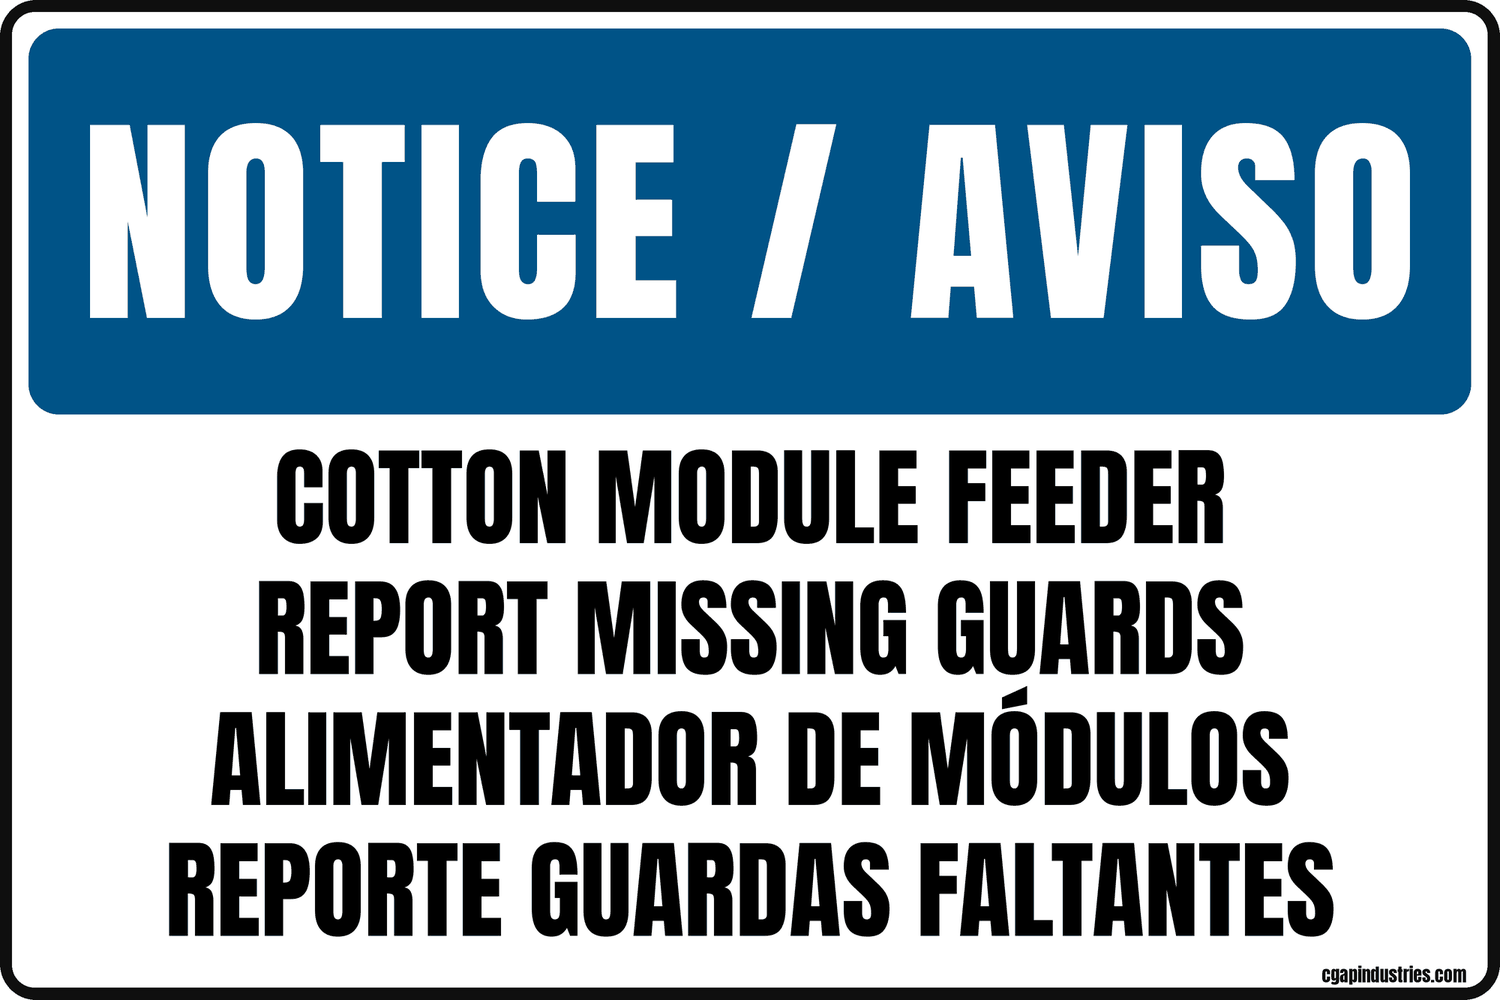 NOTICE / AVISO
COTTON MODULE FEEDER
REPORT MISSING GUARDS
ALIMENTADOR DE MÓDULOS
REPORTE GUARDAS FALTANTES
cgapindustries.com